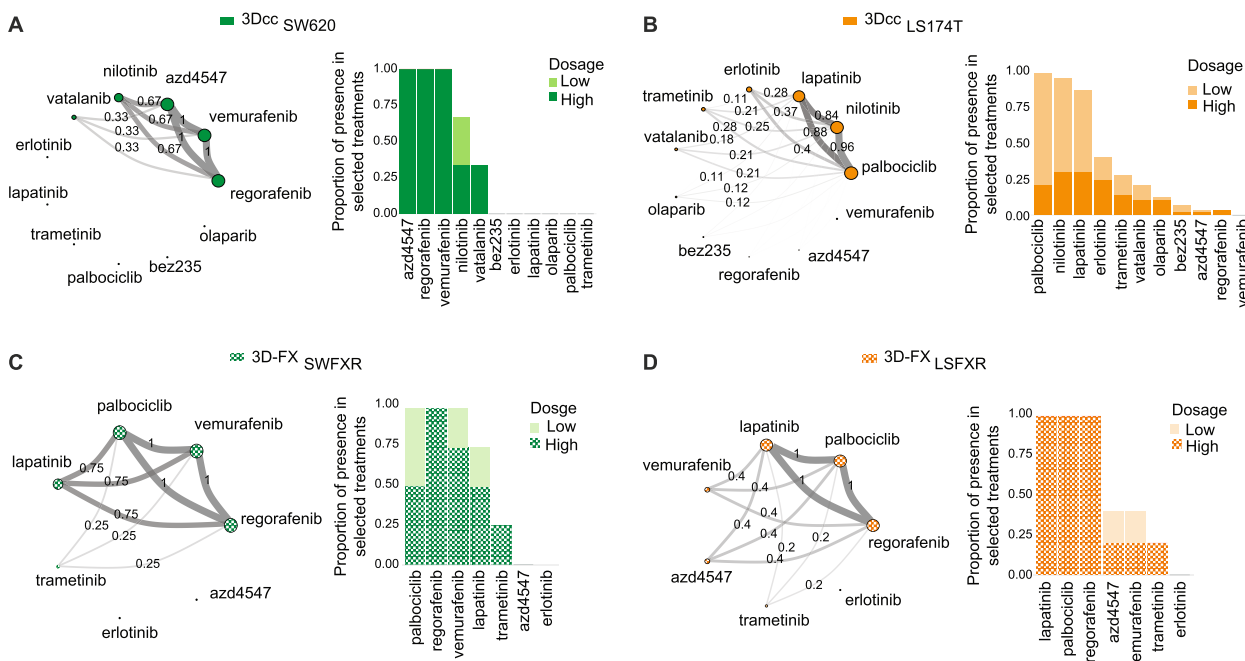 A
3Dcc SW620
nilotinib
azd4547
vatalanib
vemurafenib
erlotinib
regorafenib
lapatinib
trametinib
palbociclib
bez235
olaparib
0.67
0.33
0.67
1
0.33
1
0.33
0.67
1
Proportion of presence in
selected treatments
1.00
0.75
0.50
0.25
0.00
azd4547
regorafenib
vemurafenib
nilotinib
vatalanib
bez235
erlotinib
lapatinib
olaparib
palbociclib
trametinib
Dosage
Low
High
B
3Dcc LS174T
erlotinib
lapatinib
trametinib
nilotinib
vatalanib
palbociclib
olaparib
vemurafenib
bez235
azd4547
regorafenib
0.28
0.11
0.21
0.37
0.84
0.28
0.25
0.88
0.18
0.4
0.96
0.21
0.11
0.21
0.12
0.12
Proportion of presence in
selected treatments
1.00
0.75
0.50
0.25
0.00
palbociclib
nilotinib
lapatinib
erlotinib
trametinib
vatalanib
olaparib
bez235
azd4547
regorafenib
vemurafenib
Dosage
Low
High
C
3D-FX SWFXR
palbociclib
vemurafenib
lapatinib
regorafenib
trametinib
azd4547
erlotinib
1
0.75
0.75
1
1
0.75
0.25
0.25
0.25
Proportion of presence in
selected treatments
1.00
0.75
0.50
0.25
0.00
palbociclib
regorafenib
vemurafenib
lapatinib
trametinib
azd4547
erlotinib
Dosge
Low
High
D
3D-FX LSFXR
lapatinib
palbociclib
vemurafenib
regorafenib
azd4547
erlotinib
trametinib
1
0.4
0.4
1
1
0.4
0.4
0.2
0.4
0.2
0.2
Proportion of presence in
selected treatments
1.00
0.75
0.50
0.25
0.00
lapatinib
palbociclib
regorafenib
azd4547
emurafenib
trametinib
erlotinib
Dosage
Low
High